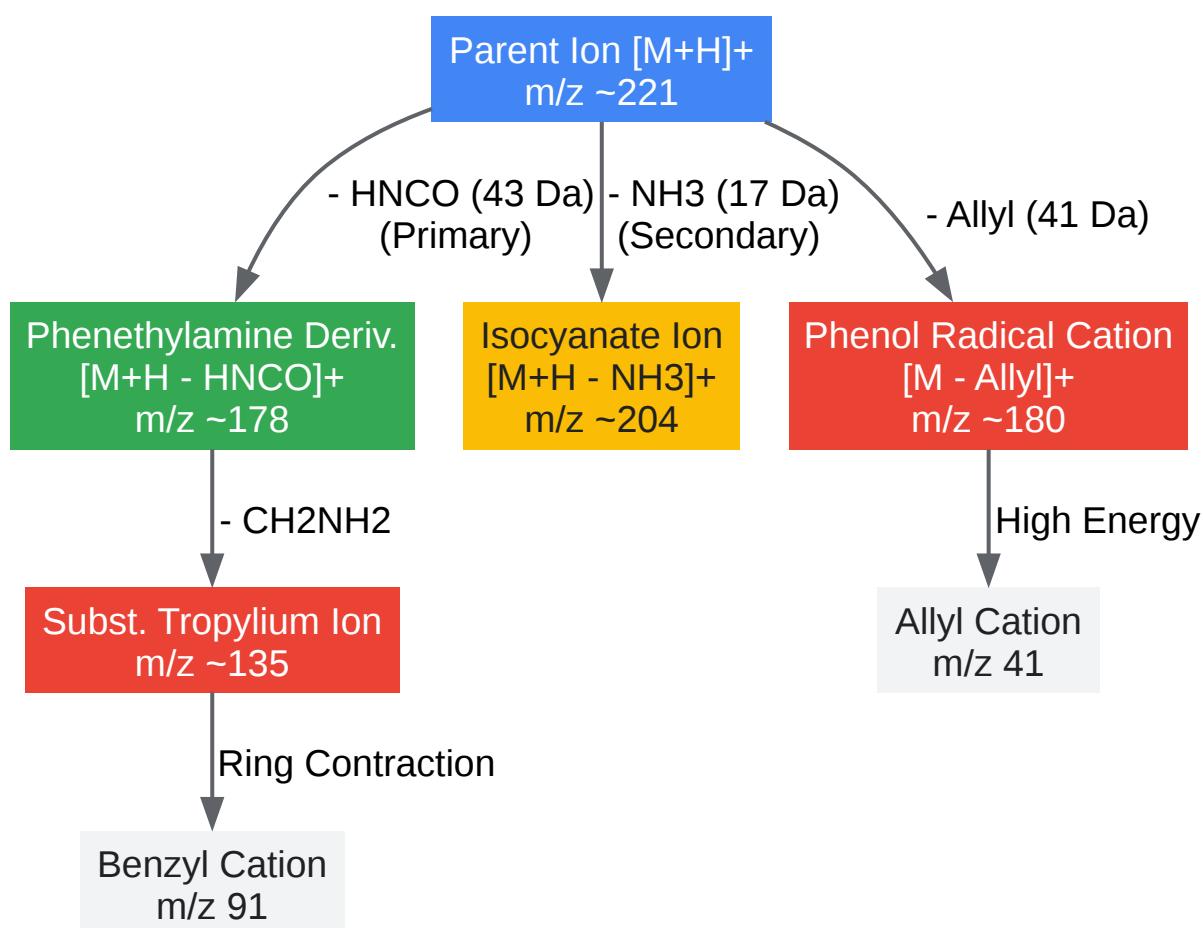 Parent Ion [M+H]+
m/z ~221
- HNCO (43 Da)
(Primary)
- NH3 (17 Da)
(Secondary)
- Allyl (41 Da)
Phenethylamine Deriv.
[M+H - HNCO]+
m/z ~178
Isocyanate Ion
[M+H - NH3]+
m/z ~204
Phenol Radical Cation
[M - Allyl]+
m/z ~180
- CH2NH2
High Energy
Subst. Tropylium Ion
m/z ~135
Allyl Cation
m/z 41
Ring Contraction
Benzyl Cation
m/z 91